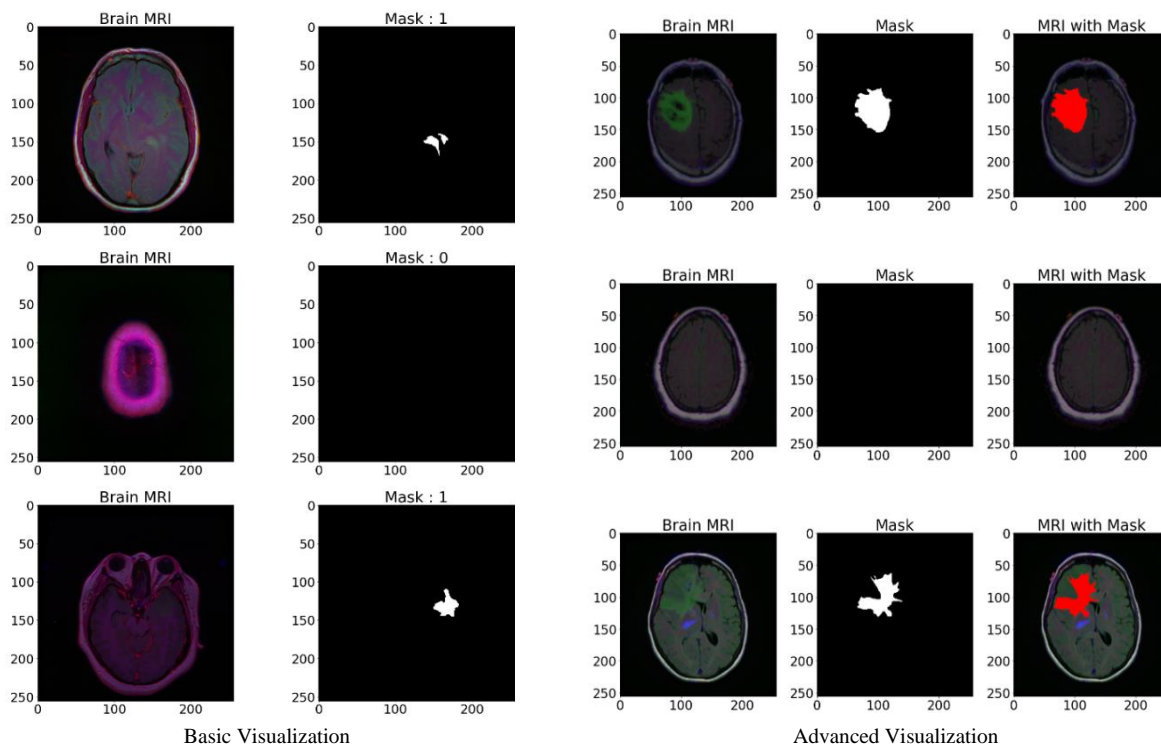 Brain MRI Mask : 1
0 0
50 50
100 100
150 150
200 200
250 250
0 100 200 0 100 200
Brain MRI Mask : 0
0 0
50 50
100 100
150 150
200 200
250 250
0 100 200 0 100 200
Brain MRI Mask : 1
0 0
50 50
100 100
150 150
200 200
250 250
0 100 200 0 100 200
Basic Visualization
Brain MRI Mask MRI with Mask
0 0 0
50 50 50
100 100 100
150 150 150
200 200 200
250 250 250
0 100 200 0 100 200 0 100 200
Brain MRI Mask MRI with Mask
0 0 0
50 50 50
100 100 100
150 150 150
200 200 200
250 250 250
0 100 200 0 100 200 0 100 200
Brain MRI Mask MRI with Mask
0 0 0
50 50 50
100 100 100
150 150 150
200 200 200
250 250 250
0 100 200 0 100 200 0 100 200
Advanced Visualization